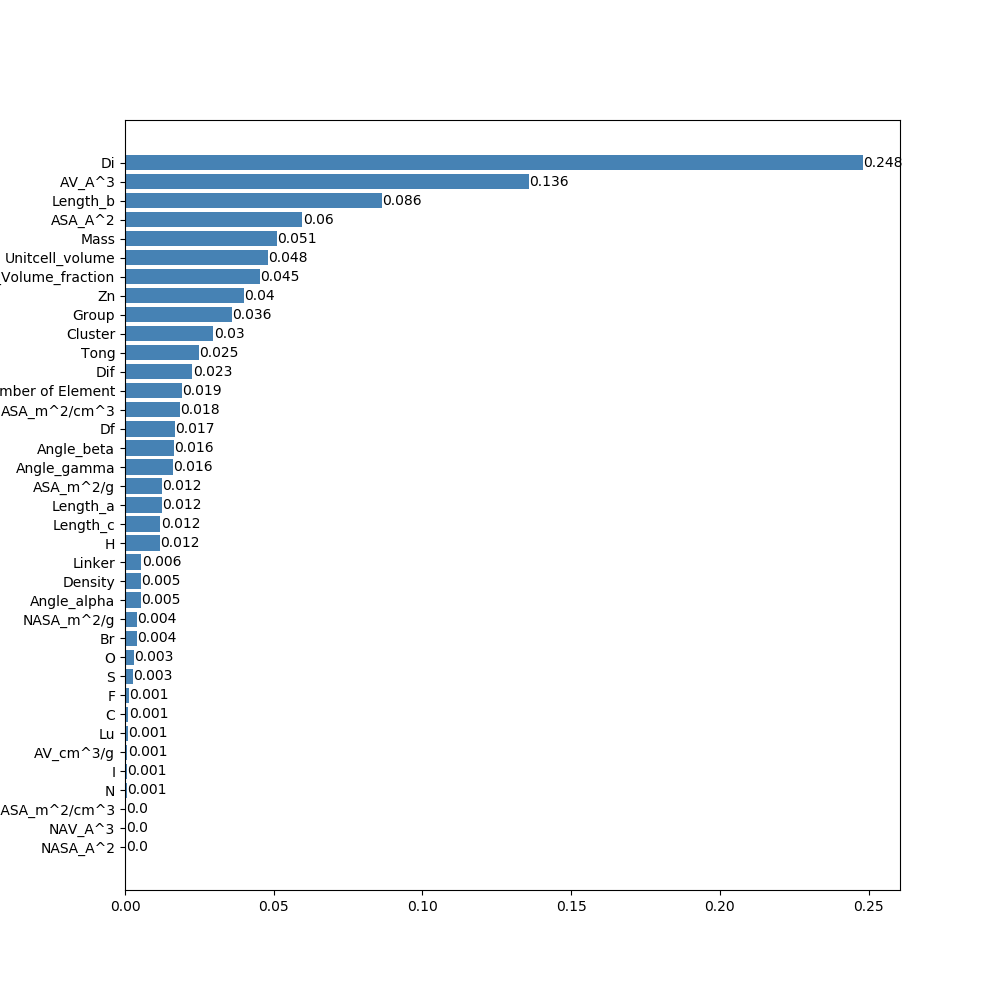 Di 0.248
AV_A^3 0.136
Length_b 0.086
ASA_A^2 0.06
Mass 0.051
Unitcell_volume 0.048
_Volume_fraction 0.045
Zn 0.04
Group 0.036
Cluster 0.03
Tong 0.025
Dif 0.023
mber of Element 0.019
ASA_m^2/cm^3 0.018
Df 0.017
Angle_beta 0.016
Angle_gamma 0.016
ASA_m^2/g 0.012
Length_a 0.012
Length_c 0.012
H 0.012
Linker 0.006
Density 0.005
Angle_alpha 0.005
NASA_m^2/g 0.004
Br 0.004
O 0.003
S 0.003
F 0.001
C 0.001
Lu 0.001
AV_cm^3/g 0.001
I 0.001
N 0.001
ASA_m^2/cm^3 0.0
NAV_A^3 0.0
NASA_A^2 0.0
0.00 0.05 0.10 0.15 0.20 0.25